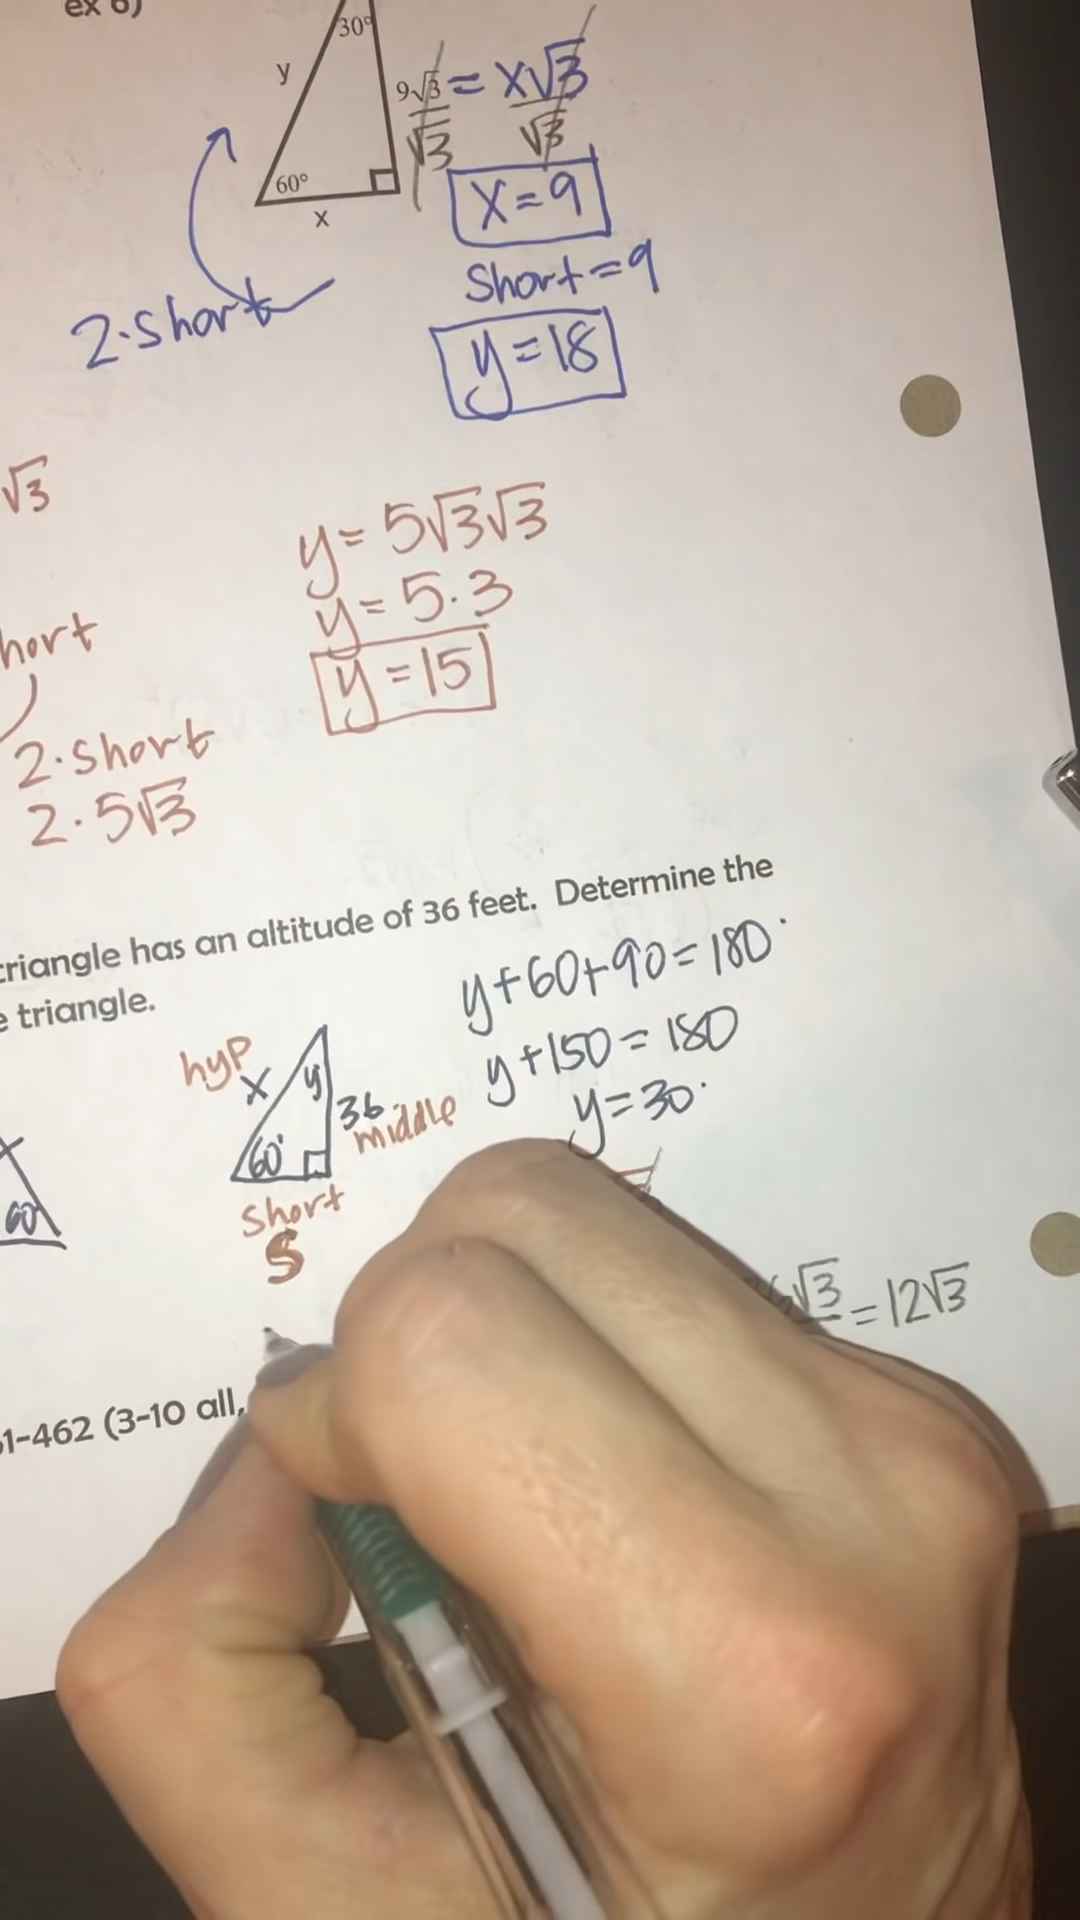 ex 6)
30°
y
9√3 = x√3
√3 √3
60°
x
x=9
Short=9
2·Short
y=18
√3
y = 5√3√3
y = 5·3
y = 15
hort
2·Short
2·5√3
triangle has an altitude of 36 feet. Determine the
triangle.
y+60+90=180°
y+150=180
y=30°
hyp
x
y
36
middle
60°
Short
S
60
√3 = 12√3
1-462 (3-10 all,